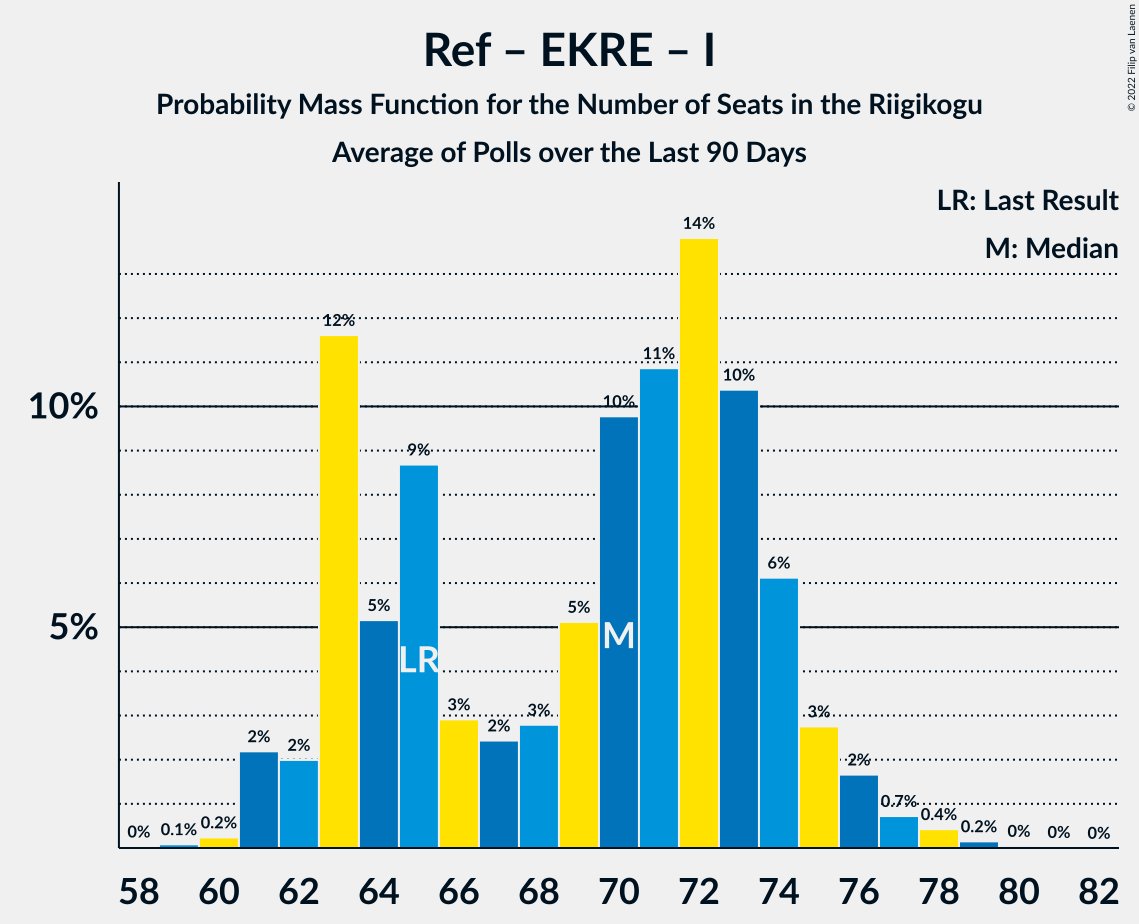 Ref – EKRE – I
Probability Mass Function for the Number of Seats in the Riigikogu
Average of Polls over the Last 90 Days
© 2022 Filip van Laenen
LR: Last Result
M: Median
10%
5%
0% 0.1% 0.2% 2% 2% 12% 5% 9% 3% 2% 3% 5% 10% 11% 14% 10% 6% 3% 2% 0.7% 0.4% 0.2% 0% 0% 0%
LR M
58 60 62 64 66 68 70 72 74 76 78 80 82